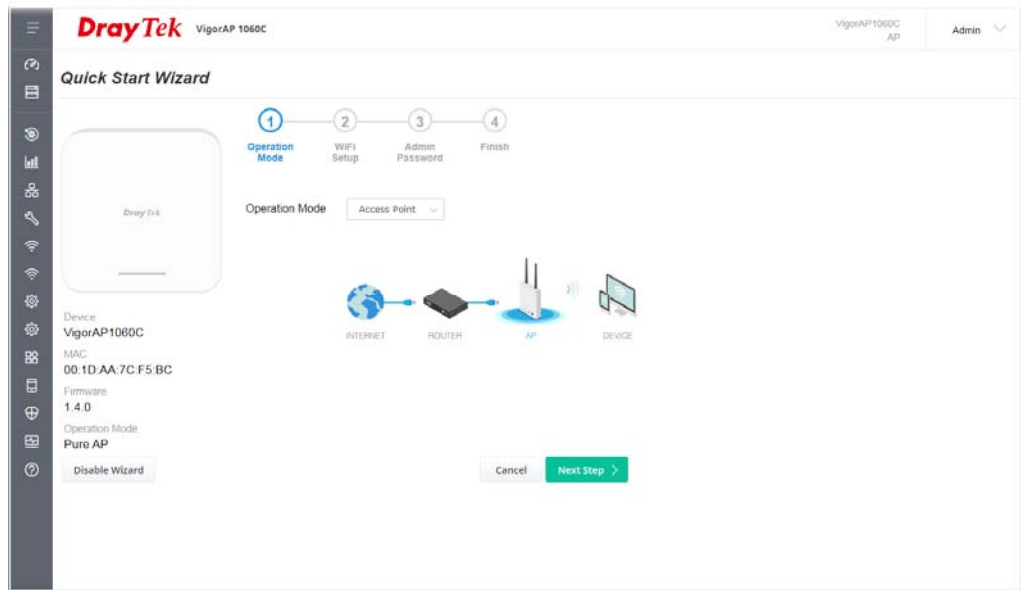 DrayTek VigorAP 1060C
VigorAP1060C
AP
Admin
Quick Start Wizard
1 2 3 4
Operation Mode
WiFi Setup
Admin Password
Finish
DrayTek
Operation Mode Access Point
INTERNET ROUTER AP DEVICE
Device
VigorAP1060C
MAC
00:1D:AA:7C:F5:BC
Firmware
1.4.0
Operation Mode
Pure AP
Disable Wizard Cancel Next Step